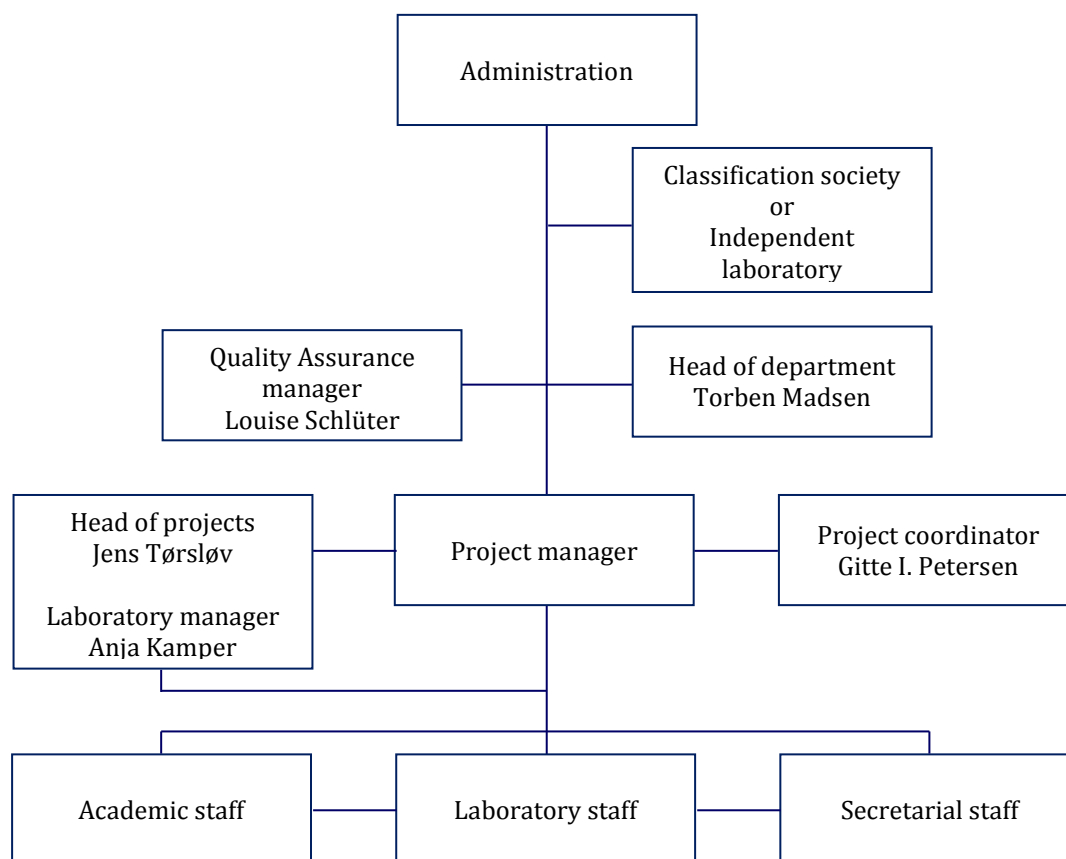 Administration
Classification society
or
Independent
laboratory
Quality Assurance
manager
Louise Schlüter
Head of department
Torben Madsen
Head of projects
Jens Tørsløv
Laboratory manager
Anja Kamper
Project manager
Project coordinator
Gitte I. Petersen
Academic staff
Laboratory staff
Secretarial staff